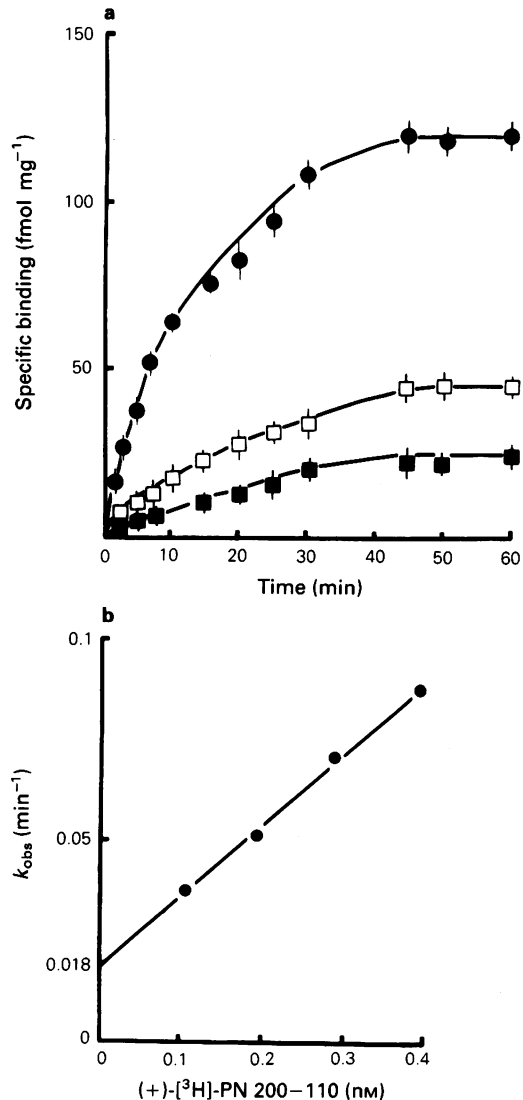 a
150
100
50
Specific binding (fmol mg⁻¹)
0 10 20 30 40 50 60
Time (min)
b
0.1
0.05
0.018
0
k_obs (min⁻¹)
0 0.1 0.2 0.3 0.4
(+)-[³H]-PN 200–110 (nM)